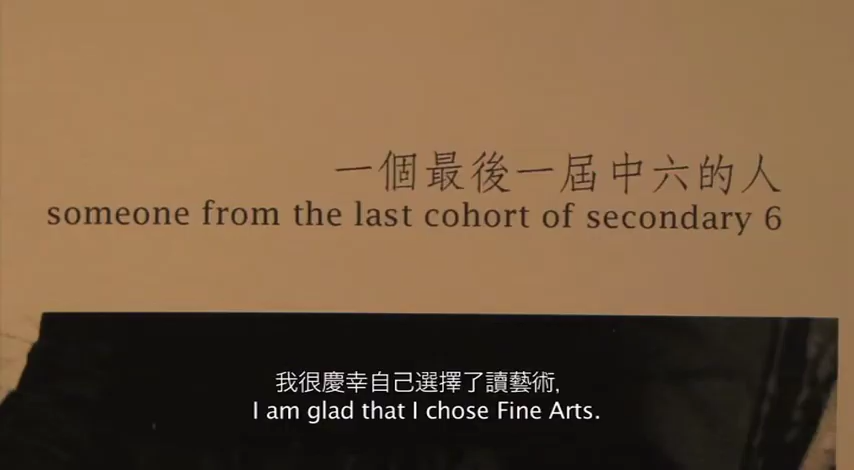 一個最後一屆中六的人
someone from the last cohort of secondary 6
我很慶幸自己選擇了讀藝術,
I am glad that I chose Fine Arts.